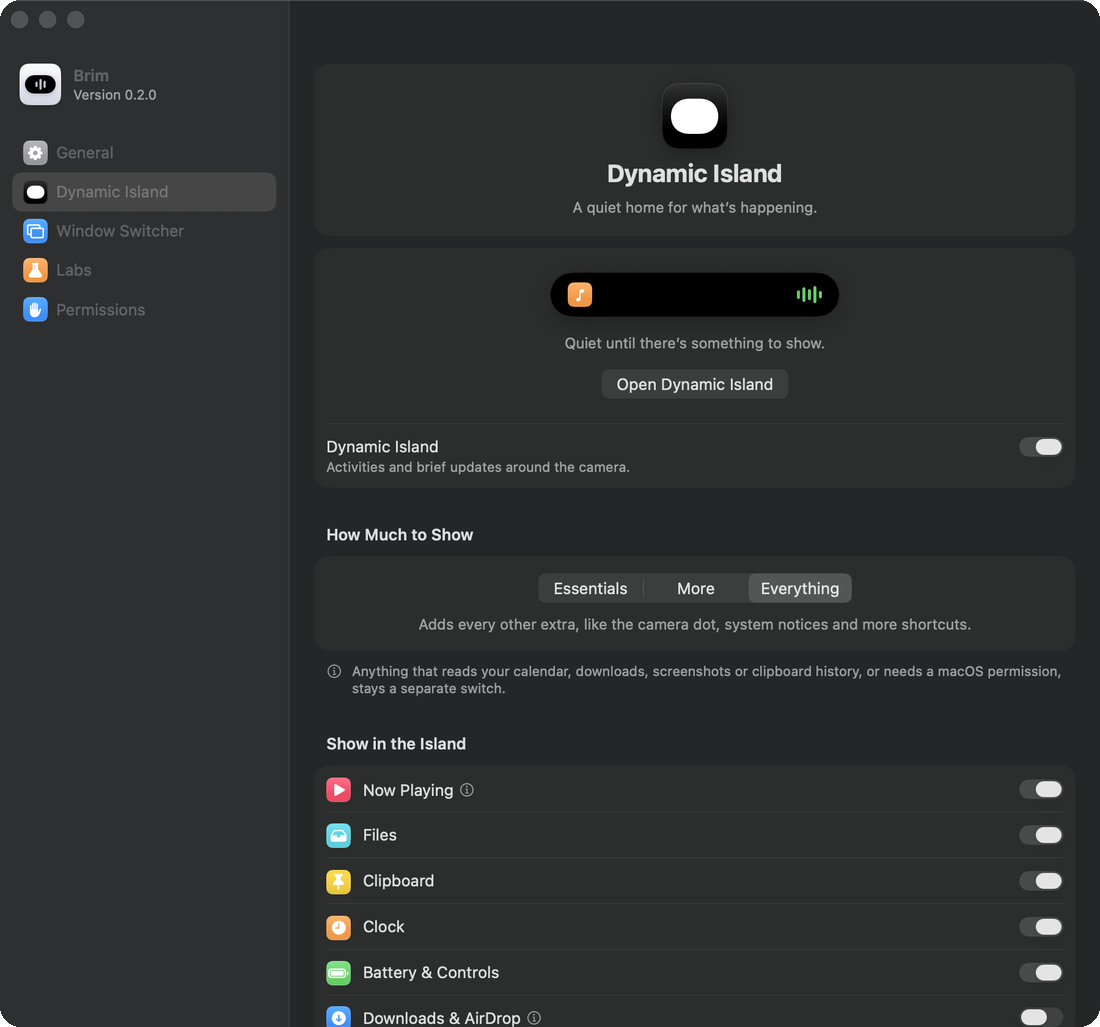 Brim
Version 0.2.0
General
Dynamic Island
Window Switcher
Labs
Permissions
Dynamic Island
A quiet home for what’s happening.
Quiet until there’s something to show.
Open Dynamic Island
Dynamic Island
Activities and brief updates around the camera.
How Much to Show
Essentials
More
Everything
Adds every other extra, like the camera dot, system notices and more shortcuts.
Anything that reads your calendar, downloads, screenshots or clipboard history, or needs a macOS permission,
stays a separate switch.
Show in the Island
Now Playing
Files
Clipboard
Clock
Battery & Controls
Downloads & AirDrop